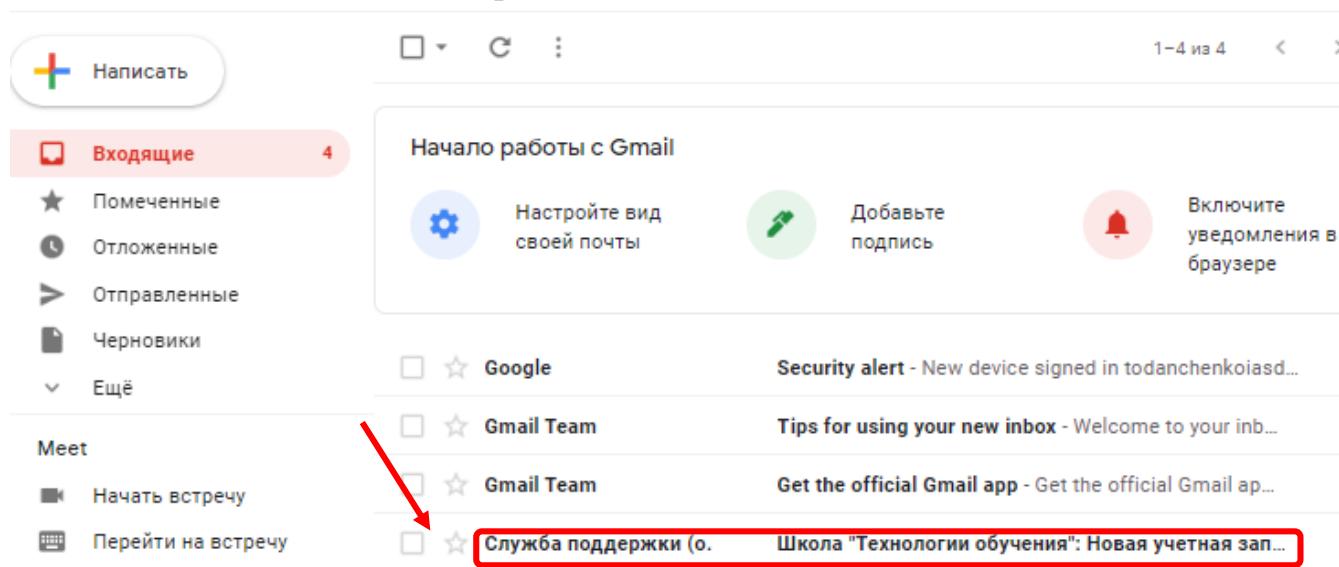 Написать
1–4 из 4
Входящие 4
Помеченные
Отложенные
Отправленные
Черновики
Ещё
Meet
Начать встречу
Перейти на встречу
Начало работы с Gmail
Настройте вид
своей почты
Добавьте
подпись
Включите
уведомления в
браузере
Google Security alert - New device signed in todanchenkoiasd...
Gmail Team Tips for using your new inbox - Welcome to your inb...
Gmail Team Get the official Gmail app - Get the official Gmail ap...
Служба поддержки (о. Школа "Технологии обучения": Новая учетная зап...